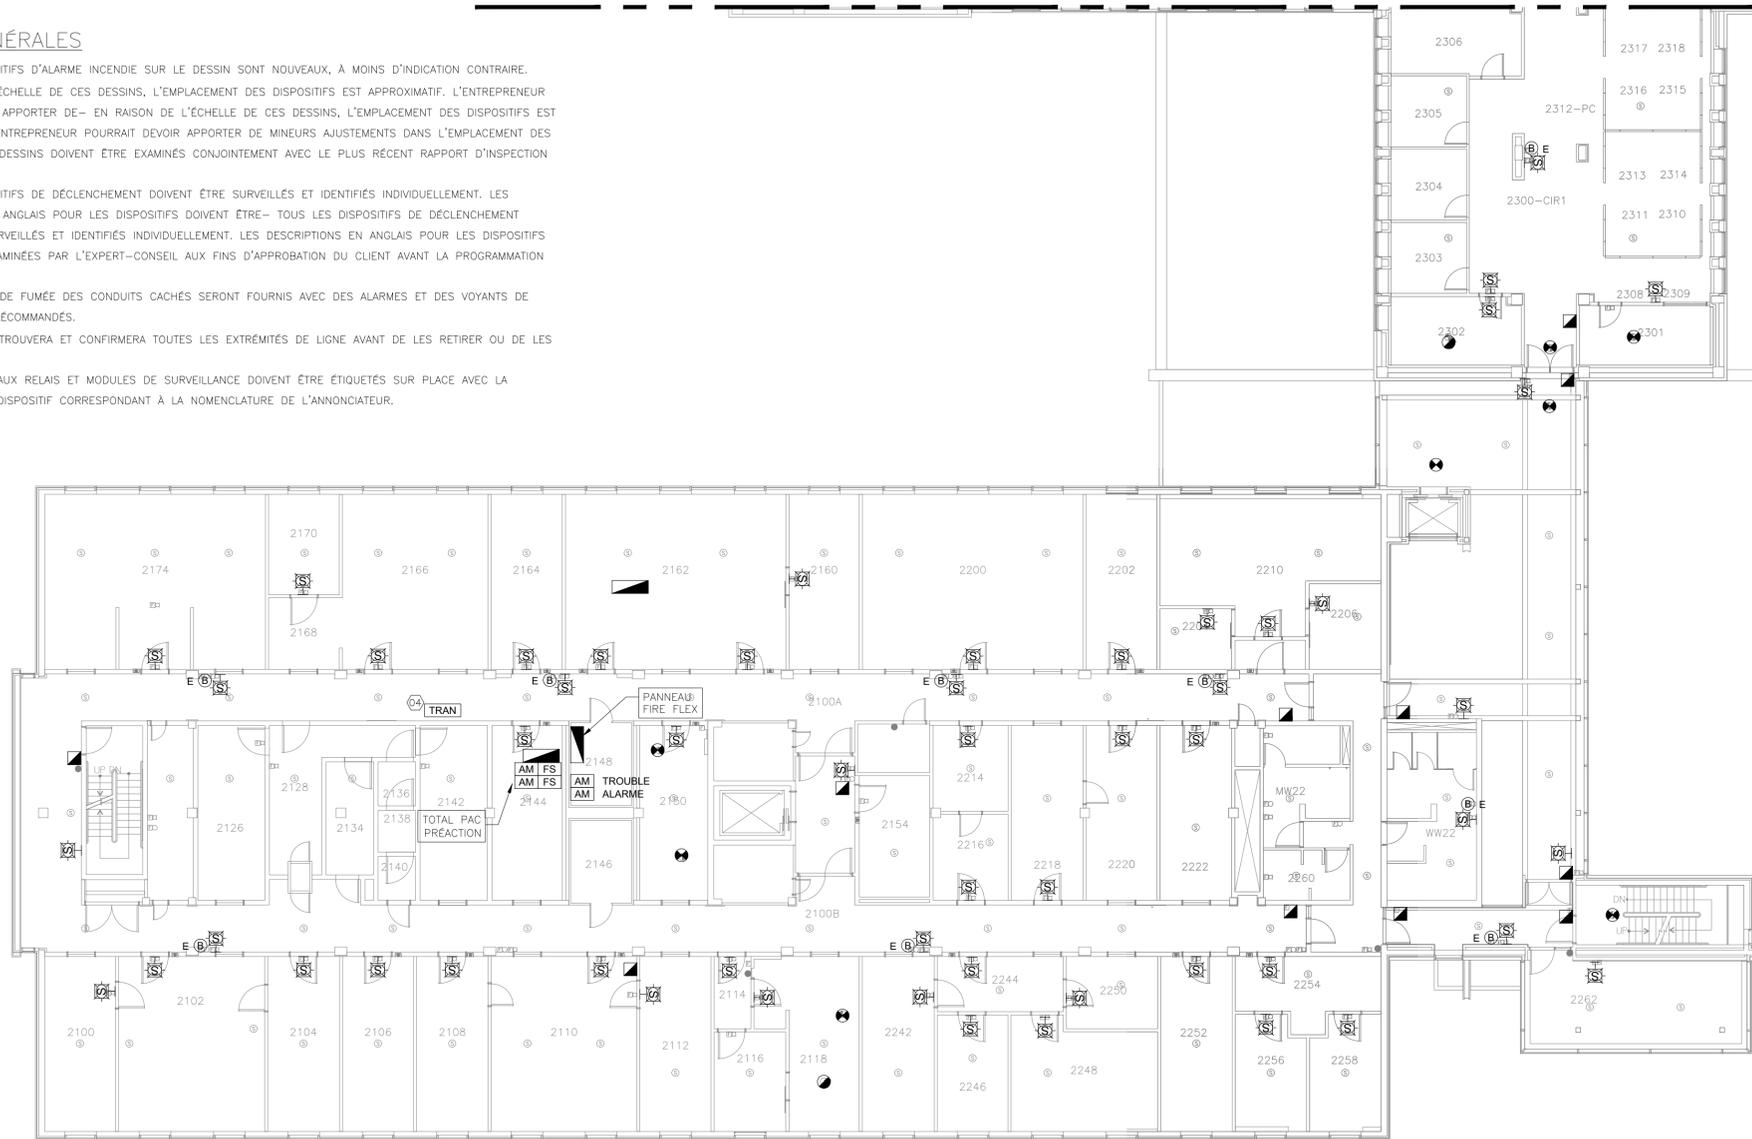 NÉRALES
ITIFS D'ALARME INCENDIE SUR LE DESSIN SONT NOUVEAUX, À MOINS D'INDICATION CONTRAIRE.
ÉCHELLE DE CES DESSINS, L'EMPLACEMENT DES DISPOSITIFS EST APPROXIMATIF. L'ENTREPRENEUR
APPORTER DE– EN RAISON DE L'ÉCHELLE DE CES DESSINS, L'EMPLACEMENT DES DISPOSITIFS EST
ENTREPRENEUR POURRAIT DEVOIR APPORTER DE MINEURS AJUSTEMENTS DANS L'EMPLACEMENT DES
DESSINS DOIVENT ÊTRE EXAMINÉS CONJOINTEMENT AVEC LE PLUS RÉCENT RAPPORT D'INSPECTION
ITIFS DE DÉCLENCHEMENT DOIVENT ÊTRE SURVEILLÉS ET IDENTIFIÉS INDIVIDUELLEMENT. LES
ANGLAIS POUR LES DISPOSITIFS DOIVENT ÊTRE– TOUS LES DISPOSITIFS DE DÉCLENCHEMENT
RVEILLÉS ET IDENTIFIÉS INDIVIDUELLEMENT. LES DESCRIPTIONS EN ANGLAIS POUR LES DISPOSITIFS
AMINÉES PAR L'EXPERT–CONSEIL AUX FINS D'APPROBATION DU CLIENT AVANT LA PROGRAMMATION
DE FUMÉE DES CONDUITS CACHÉS SERONT FOURNIS AVEC DES ALARMES ET DES VOYANTS DE
ÉCOMMANDÉS.
TROUVERA ET CONFIRMERA TOUTES LES EXTRÉMITÉS DE LIGNE AVANT DE LES RETIRER OU DE LES
AUX RELAIS ET MODULES DE SURVEILLANCE DOIVENT ÊTRE ÉTIQUETÉS SUR PLACE AVEC LA
DISPOSITIF CORRESPONDANT À LA NOMENCLATURE DE L'ANNONCIATEUR.
2306
2317 2318
2305
2316 2315
2312–PC
B E
2304
2313 2314
2300–CIR1
2311 2310
2303
2308 2309
2302
2301
2170
2174
2166
2164
2162
2160
2200
2202
2210
2206
2168
E B
E B
E B
E B
04
TRAN
PANNEAU
FIRE FLEX
2100A
UP DN
2128
2136
2142
2148
2214
MW22
AM FS
AM FS
AM TROUBLE
AM ALARME
2144
2150
TOTAL PAC
PRÉACTION
2126
2134
2138
2154
B E
WW22
2140
2146
2216
2218
2220
2222
2260
2100B
DN
UP
E B
E B
E B
2102
2114
2244
2250
2254
2262
2100
2104
2106
2108
2110
2112
2116
2118
2242
2246
2248
2252
2256
2258